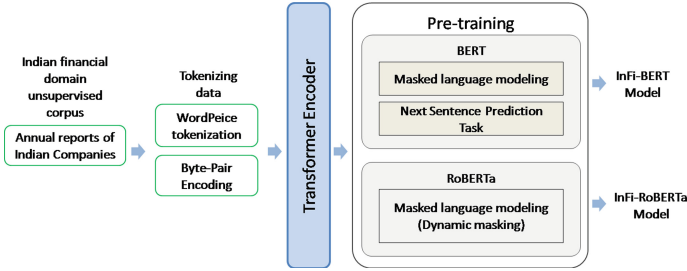 Indian financial
domain
unsupervised
corpus
Annual reports of
Indian Companies
Tokenizing
data
WordPeice
tokenization
Byte-Pair
Encoding
Transformer Encoder
Pre-training
BERT
Masked language modeling
Next Sentence Prediction
Task
InFi-BERT
Model
RoBERTa
Masked language modeling
(Dynamic masking)
InFi-RoBERTa
Model